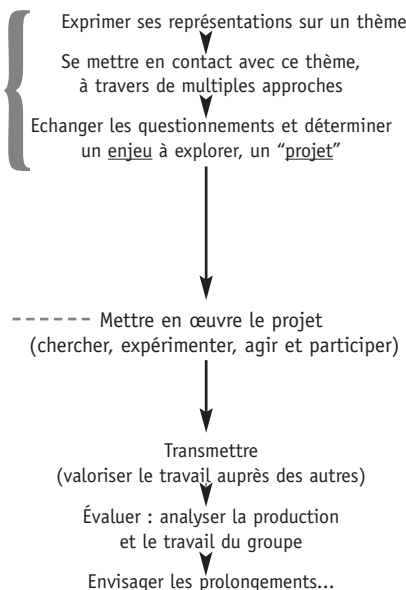 Exprimer ses représentations sur un thème
Se mettre en contact avec ce thème,
à travers de multiples approches
Echanger les questionnements et déterminer
un enjeu à explorer, un “projet”
Mettre en œuvre le projet
(chercher, expérimenter, agir et participer)
Transmettre
(valoriser le travail auprès des autres)
Évaluer : analyser la production
et le travail du groupe
Envisager les prolongements...